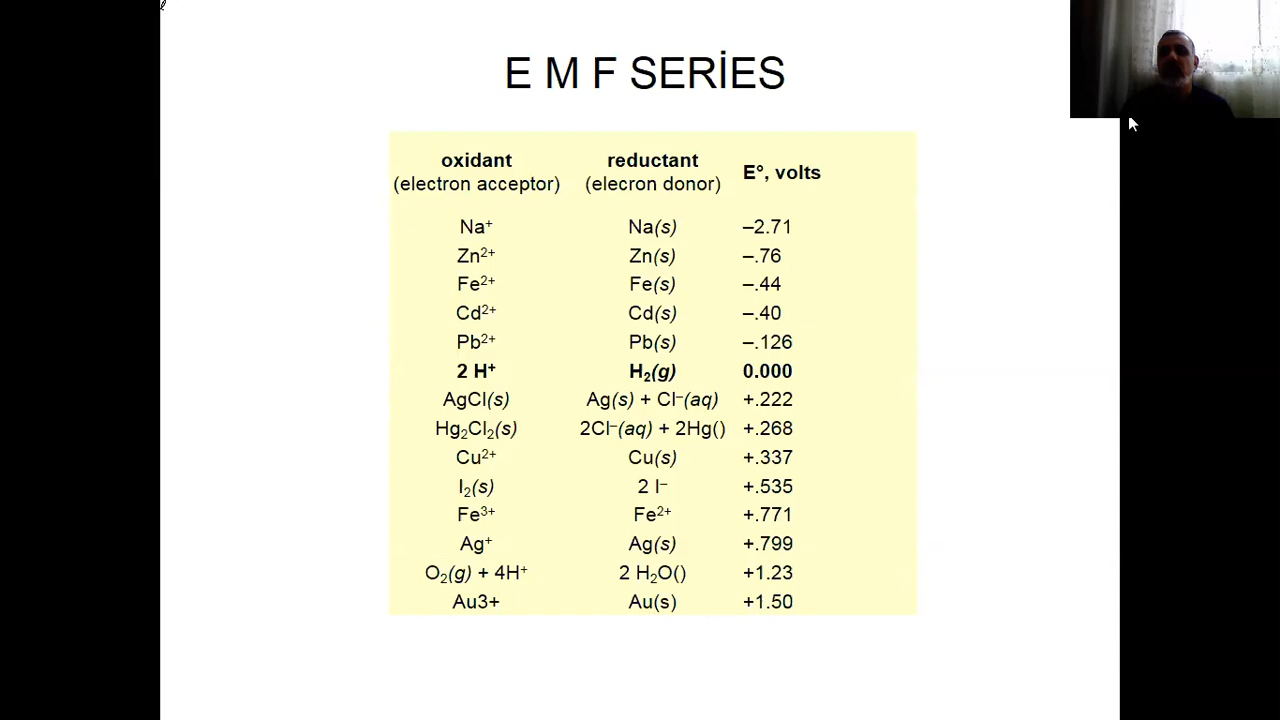 E M F SERİES
oxidant reductant E°, volts
(electron acceptor) (elecron donor)
Na⁺ Na(s) –2.71
Zn²⁺ Zn(s) –.76
Fe²⁺ Fe(s) –.44
Cd²⁺ Cd(s) –.40
Pb²⁺ Pb(s) –.126
2 H⁺ H₂(g) 0.000
AgCl(s) Ag(s) + Cl⁻(aq) +.222
Hg₂Cl₂(s) 2Cl⁻(aq) + 2Hg() +.268
Cu²⁺ Cu(s) +.337
I₂(s) 2 I⁻ +.535
Fe³⁺ Fe²⁺ +.771
Ag⁺ Ag(s) +.799
O₂(g) + 4H⁺ 2 H₂O() +1.23
Au3+ Au(s) +1.50